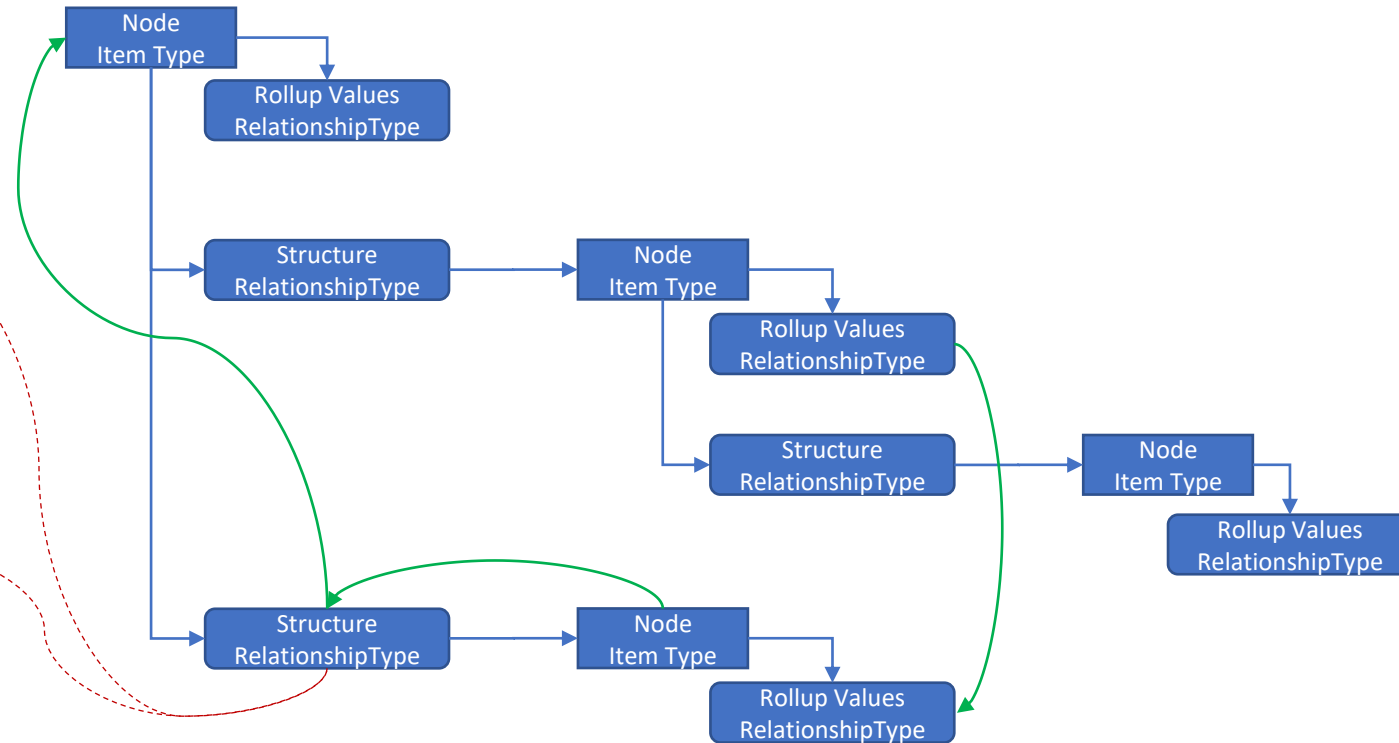 Node
Item Type
Rollup Values
RelationshipType
Structure
RelationshipType
Node
Item Type
Rollup Values
RelationshipType
Structure
RelationshipType
Node
Item Type
Rollup Values
RelationshipType
Structure
RelationshipType
Node
Item Type
Rollup Values
RelationshipType